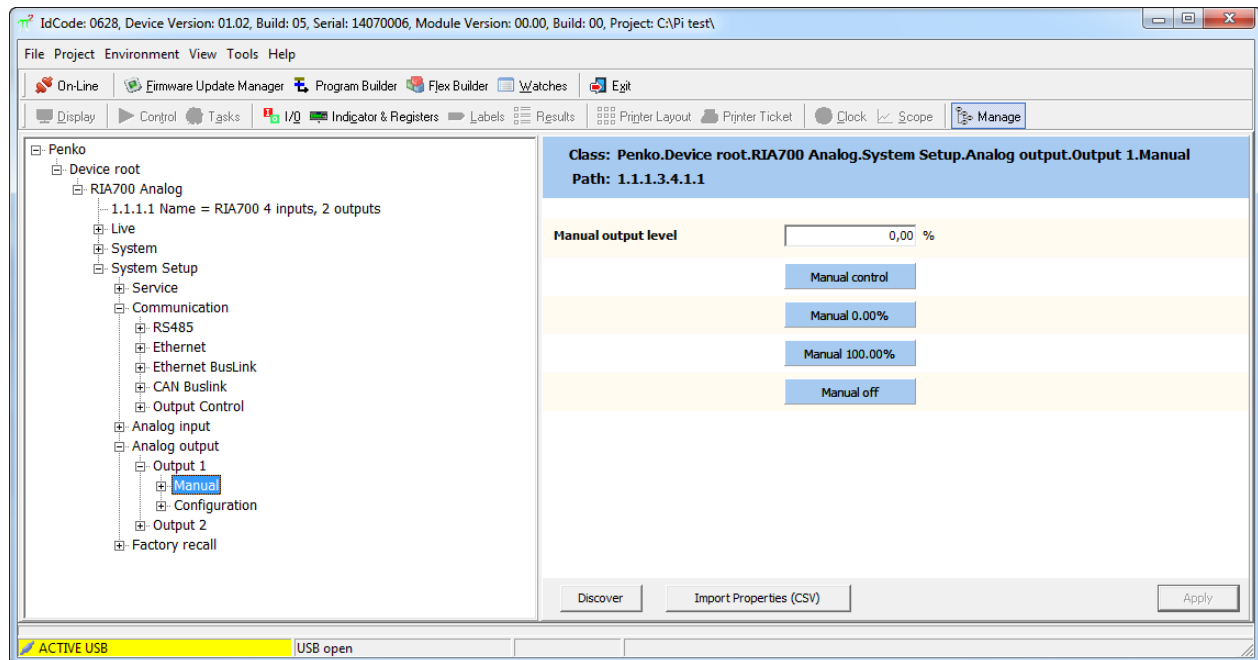 IdCode: 0628, Device Version: 01.02, Build: 05, Serial: 14070006, Module Version: 00.00, Build: 00, Project: C:\Pi test\
File Project Environment View Tools Help
On-Line Firmware Update Manager Program Builder Flex Builder Watches Exit
Display Control Tasks I/O Indicator & Registers Labels Results Printer Layout Printer Ticket Clock Scope Manage
Penko
Device root
RIA700 Analog
1.1.1.1 Name = RIA700 4 inputs, 2 outputs
Live
System
System Setup
Service
Communication
RS485
Ethernet
Ethernet BusLink
CAN Buslink
Output Control
Analog input
Analog output
Output 1
Manual
Configuration
Output 2
Factory recall
Class: Penko.Device root.RIA700 Analog.System Setup.Analog output.Output 1.Manual
Path: 1.1.1.3.4.1.1
Manual output level 0,00 %
Manual control
Manual 0.00%
Manual 100.00%
Manual off
Discover Import Properties (CSV) Apply
ACTIVE USB USB open